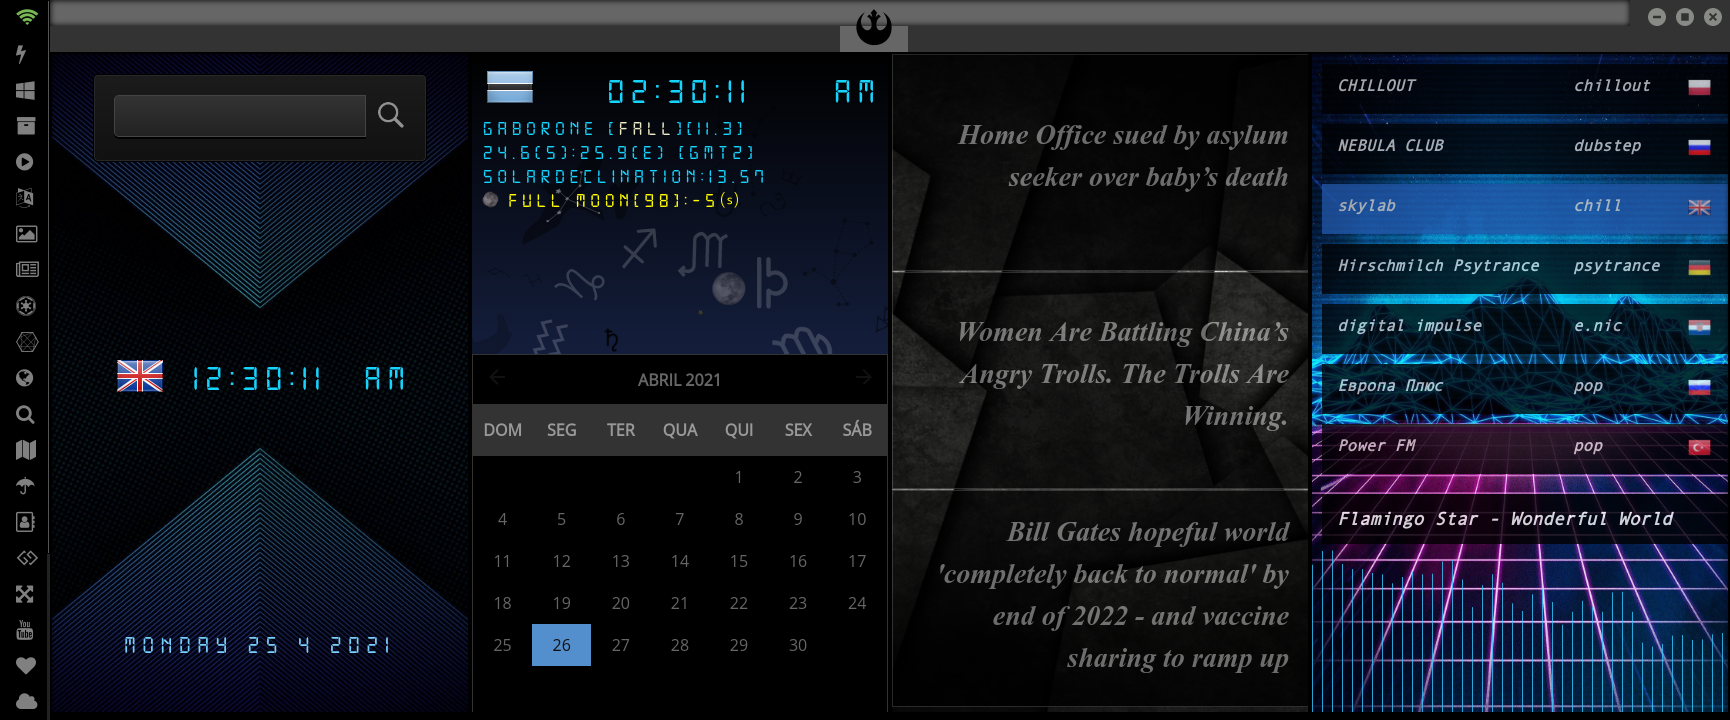 12:30:11 AM
MONDAY 25 4 2021
02:30:11 AM
GABORONE [FALL][11.3]
24.6(S):25.9(E) [GMT2]
SOLARDECLINATION:13.57
FULL MOON[98]:-5(s)
ABRIL 2021
DOM SEG TER QUA QUI SEX SÁB
1 2 3
4 5 6 7 8 9 10
11 12 13 14 15 16 17
18 19 20 21 22 23 24
25 26 27 28 29 30
Home Office sued by asylum
seeker over baby’s death
Women Are Battling China’s
Angry Trolls. The Trolls Are
Winning.
Bill Gates hopeful world
'completely back to normal' by
end of 2022 - and vaccine
sharing to ramp up
CHILLOUT chillout
NEBULA CLUB dubstep
skylab chill
Hirschmilch Psytrance psytrance
digital impulse e.nic
Европа Плюс pop
Power FM pop
Flamingo Star - Wonderful World
You
Tube